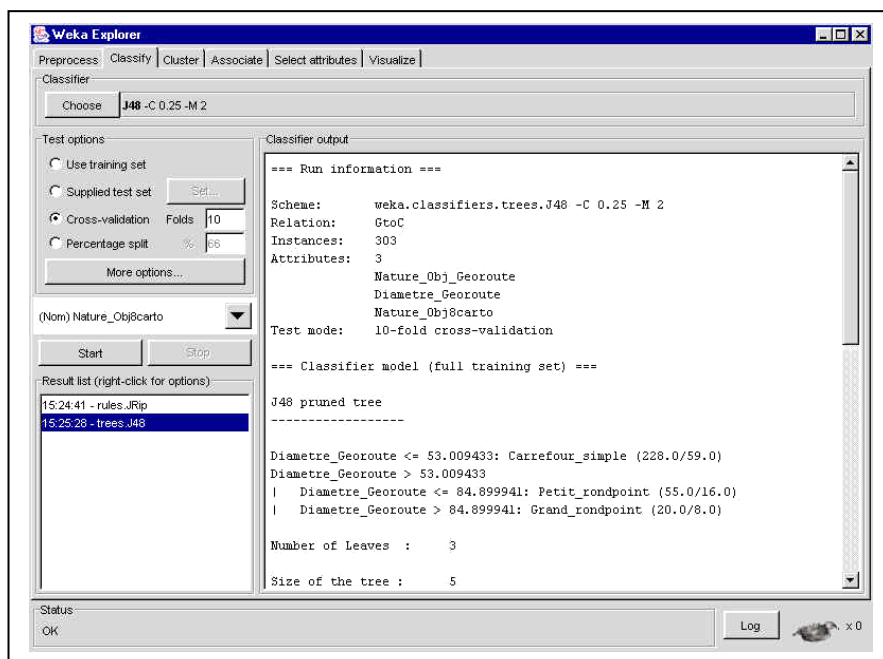 Weka Explorer
Preprocess Classify Cluster Associate Select attributes Visualize
Classifier
Choose J48 -C 0.25 -M 2
Test options
Use training set
Supplied test set Set...
Cross-validation Folds 10
Percentage split % 66
More options...
(Nom) Nature_Obj8carto
Start Stop
Result list (right-click for options)
15:24:41 - rules.JRip
15:25:28 - trees.J48
Classifier output
=== Run information ===
Scheme: weka.classifiers.trees.J48 -C 0.25 -M 2
Relation: GtoC
Instances: 303
Attributes: 3
Nature_Obj_Georoute
Diametre_Georoute
Nature_Obj8carto
Test mode: 10-fold cross-validation
=== Classifier model (full training set) ===
J48 pruned tree
------------------
Diametre_Georoute <= 53.009433: Carrefour_simple (228.0/59.0)
Diametre_Georoute > 53.009433
| Diametre_Georoute <= 84.899941: Petit_rondpoint (55.0/16.0)
| Diametre_Georoute > 84.899941: Grand_rondpoint (20.0/8.0)
Number of Leaves : 3
Size of the tree : 5
Status
OK
Log x 0